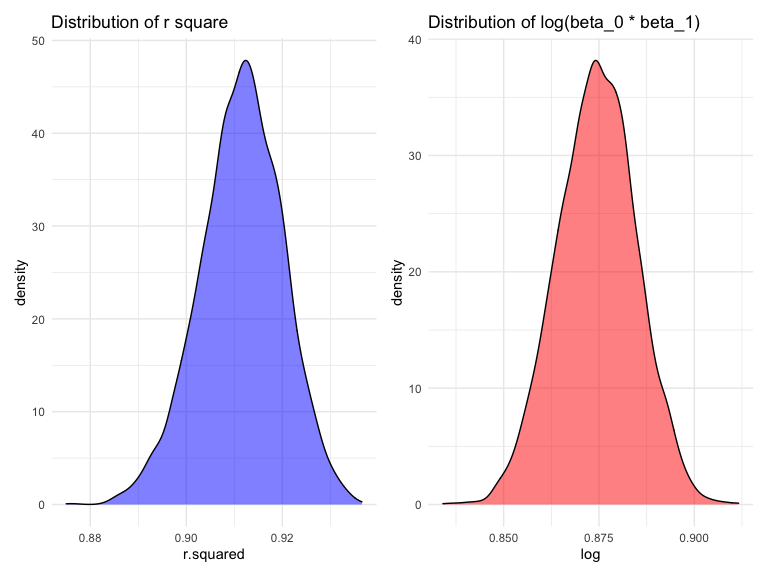 Distribution of r square
50
40
30
20
10
0
density
0.88
0.90
0.92
r.squared
Distribution of log(beta_0 * beta_1)
40
30
20
10
0
density
0.850
0.875
0.900
log